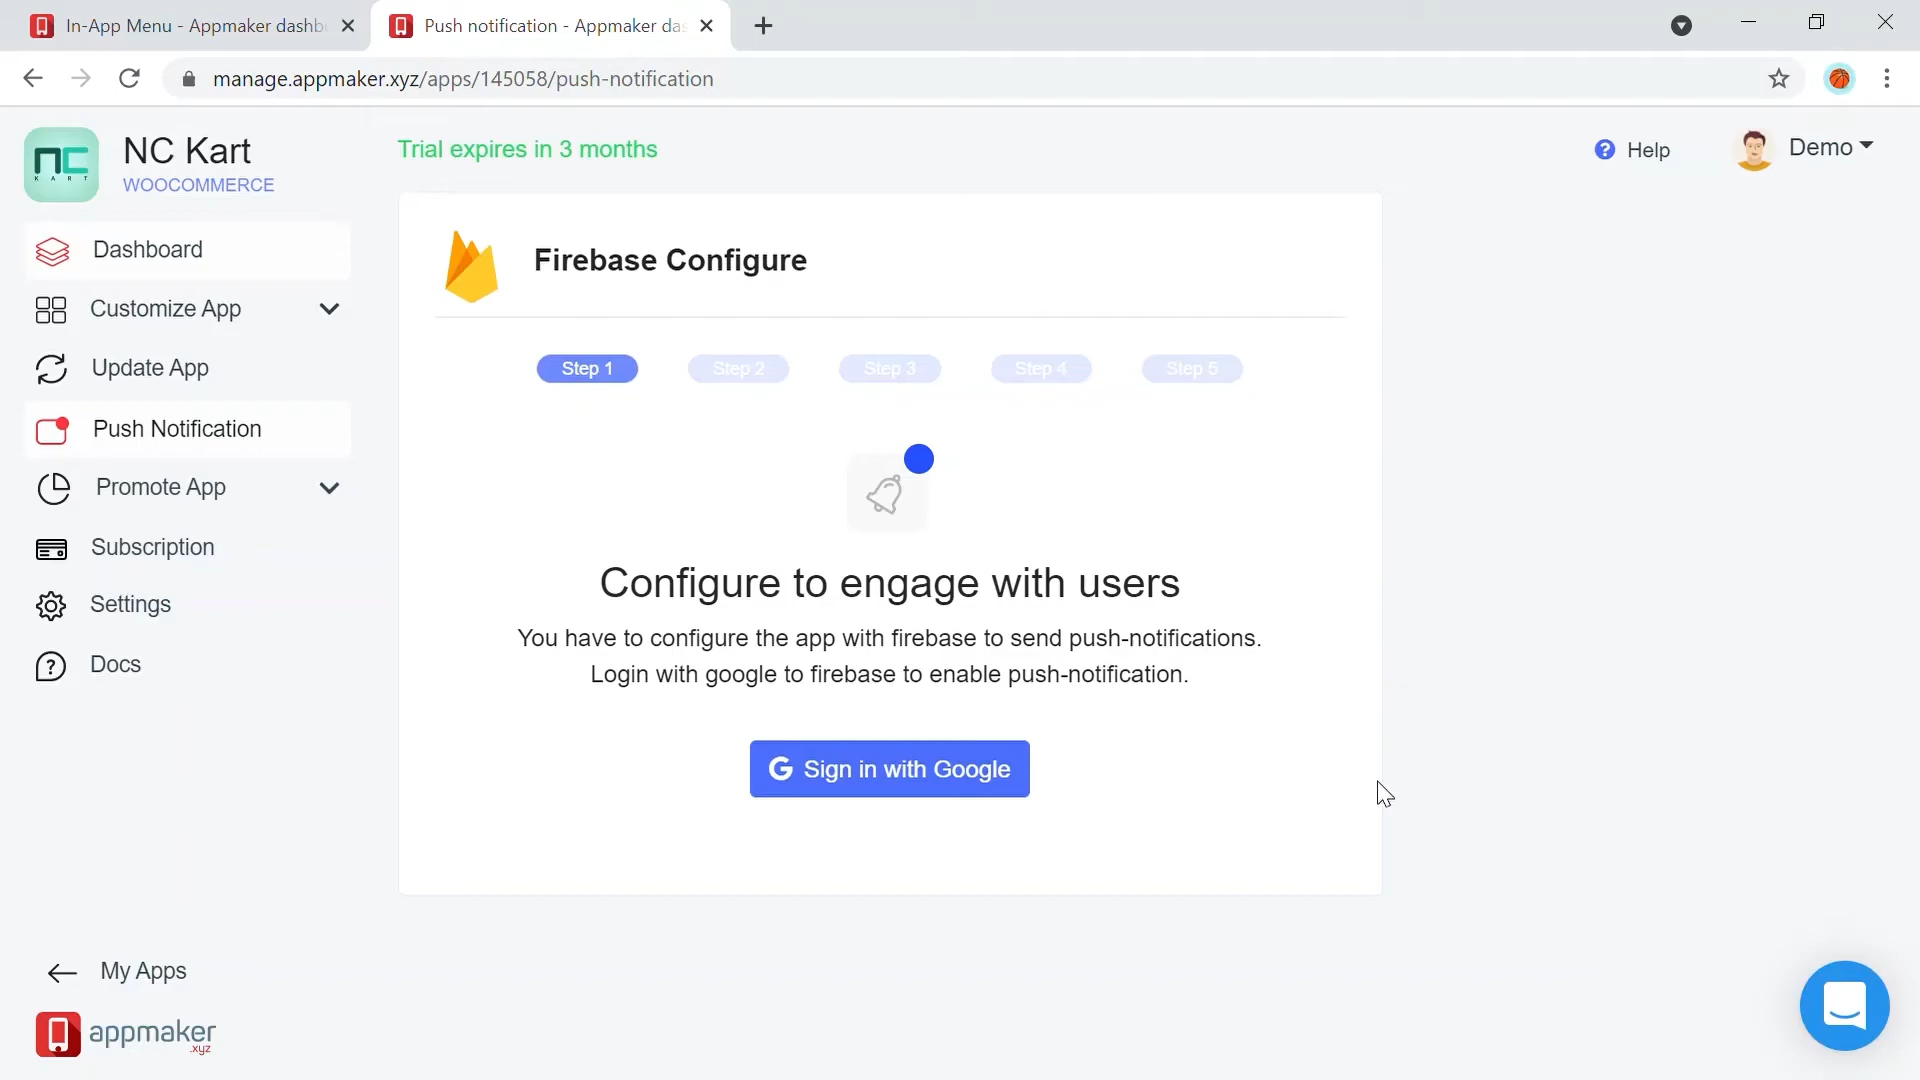 In-App Menu - Appmaker dashb
Push notification - Appmaker das
manage.appmaker.xyz/apps/145058/push-notification
NC KART
NC Kart
WOOCOMMERCE
Trial expires in 3 months
Help
Demo
Dashboard
Customize App
Update App
Push Notification
Promote App
Subscription
Settings
Docs
My Apps
appmaker
.xyz
Firebase Configure
Step 1
Step 2
Step 3
Step 4
Step 5
Configure to engage with users
You have to configure the app with firebase to send push-notifications.
Login with google to firebase to enable push-notification.
G Sign in with Google